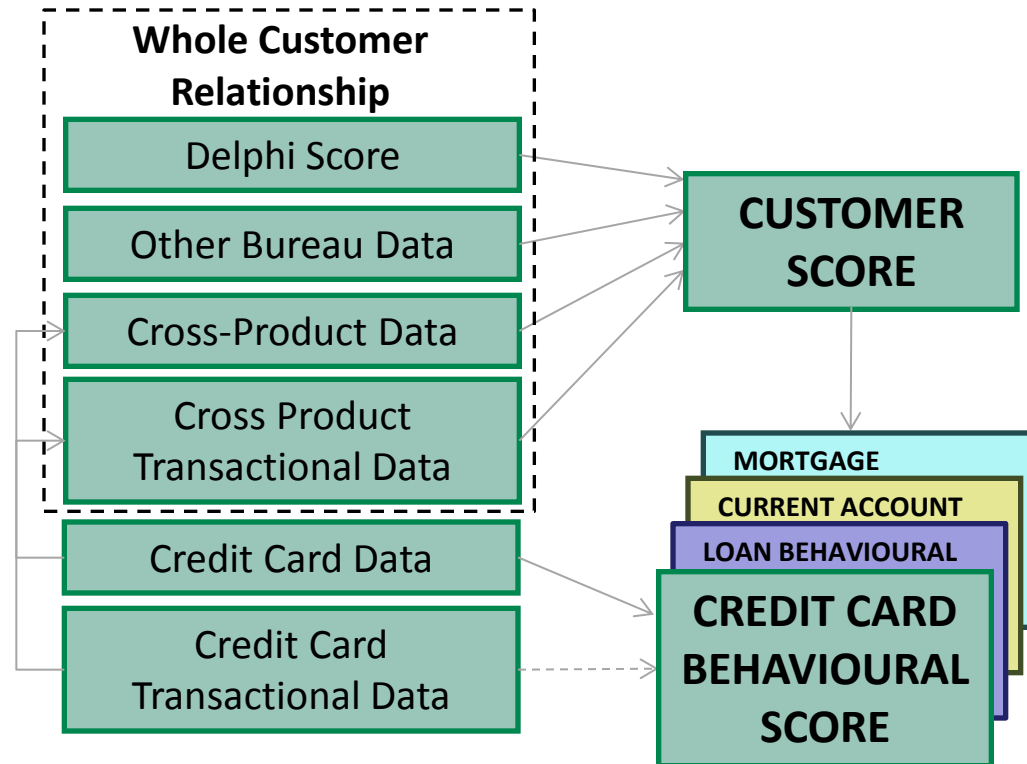 Whole Customer
Relationship
Delphi Score
Other Bureau Data
Cross-Product Data
Cross Product
Transactional Data
Credit Card Data
Credit Card
Transactional Data
CUSTOMER
SCORE
MORTGAGE
CURRENT ACCOUNT
LOAN BEHAVIOURAL
CREDIT CARD
BEHAVIOURAL
SCORE